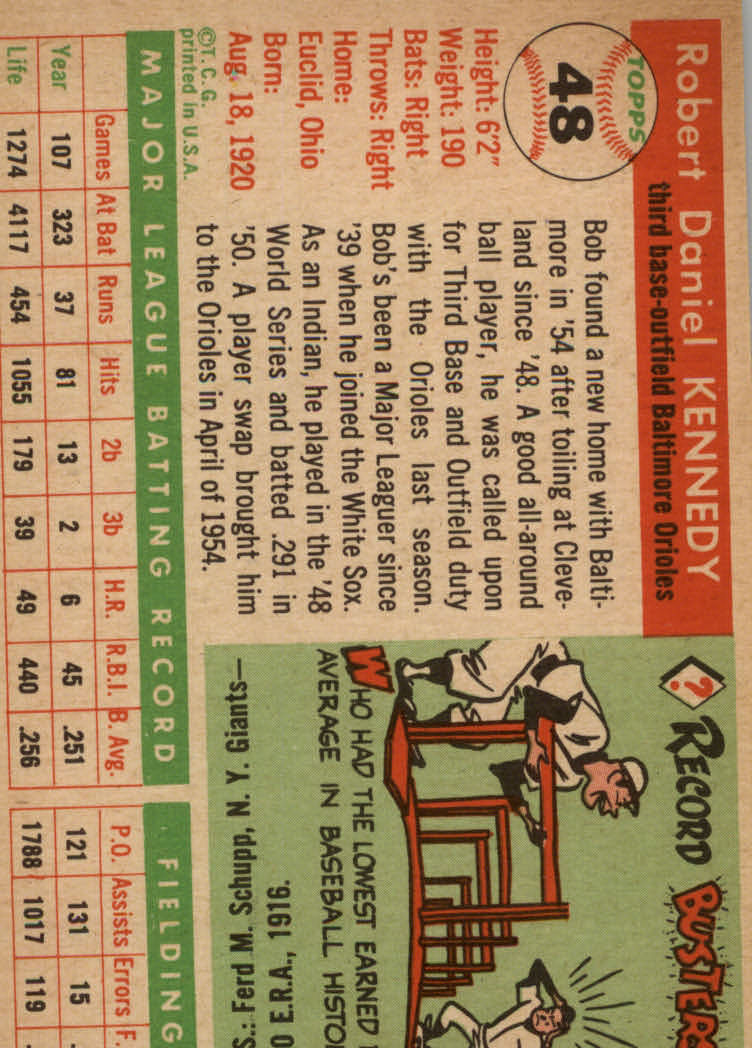 Robert Daniel KENNEDY
third base-outfield Baltimore Orioles
TOPPS
48
Height: 6'2"
Weight: 190
Bats: Right
Throws: Right
Home:
Euclid, Ohio
Born:
Aug. 18, 1920
©T. C. G.
printed in U.S.A.
Bob found a new home with Balti-
more in '54 after toiling at Cleve-
land since '48. A good all-around
ball player, he was called upon
for Third Base and Outfield duty
with the Orioles last season.
Bob's been a Major Leaguer since
'39 when he joined the White Sox.
As an Indian, he played in the '48
World Series and batted .291 in
'50. A player swap brought him
to the Orioles in April of 1954.
? RECORD BUSTER
WHO HAD THE LOWEST EARNED
AVERAGE IN BASEBALL HISTO
S.: Ferd M. Schupp, N. Y. Giants—
0 E.R.A., 1916.
MAJOR LEAGUE BATTING RECORD
Games At Bat Runs Hits 2b 3b H.R. R.B.I. B. Avg.
Year 107 323 37 81 13 2 6 45 .251
Life 1274 4117 454 1055 179 39 49 440 .256
FIELDING
P.O. Assists Errors F.
121 131 15
1788 1017 119